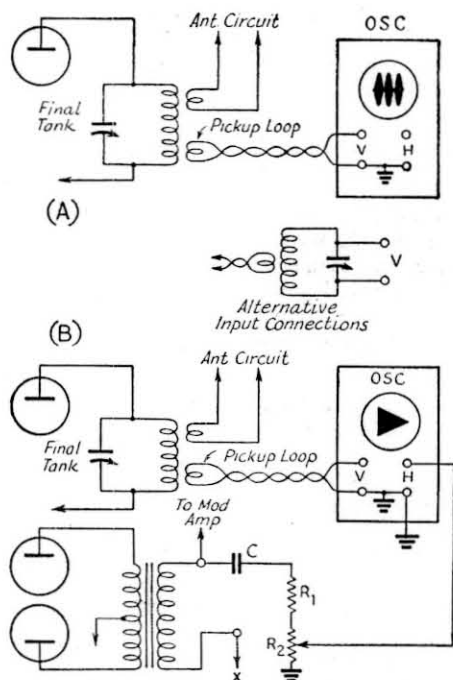 Ant Circuit
OSC
Final
Tank
Pickup Loop
V H
(A)
V
Alternative
Input Connections
(B)
Ant Circuit
OSC
Final
Tank
Pickup Loop
V H
To Mod
Amp
C
R1
R2
X